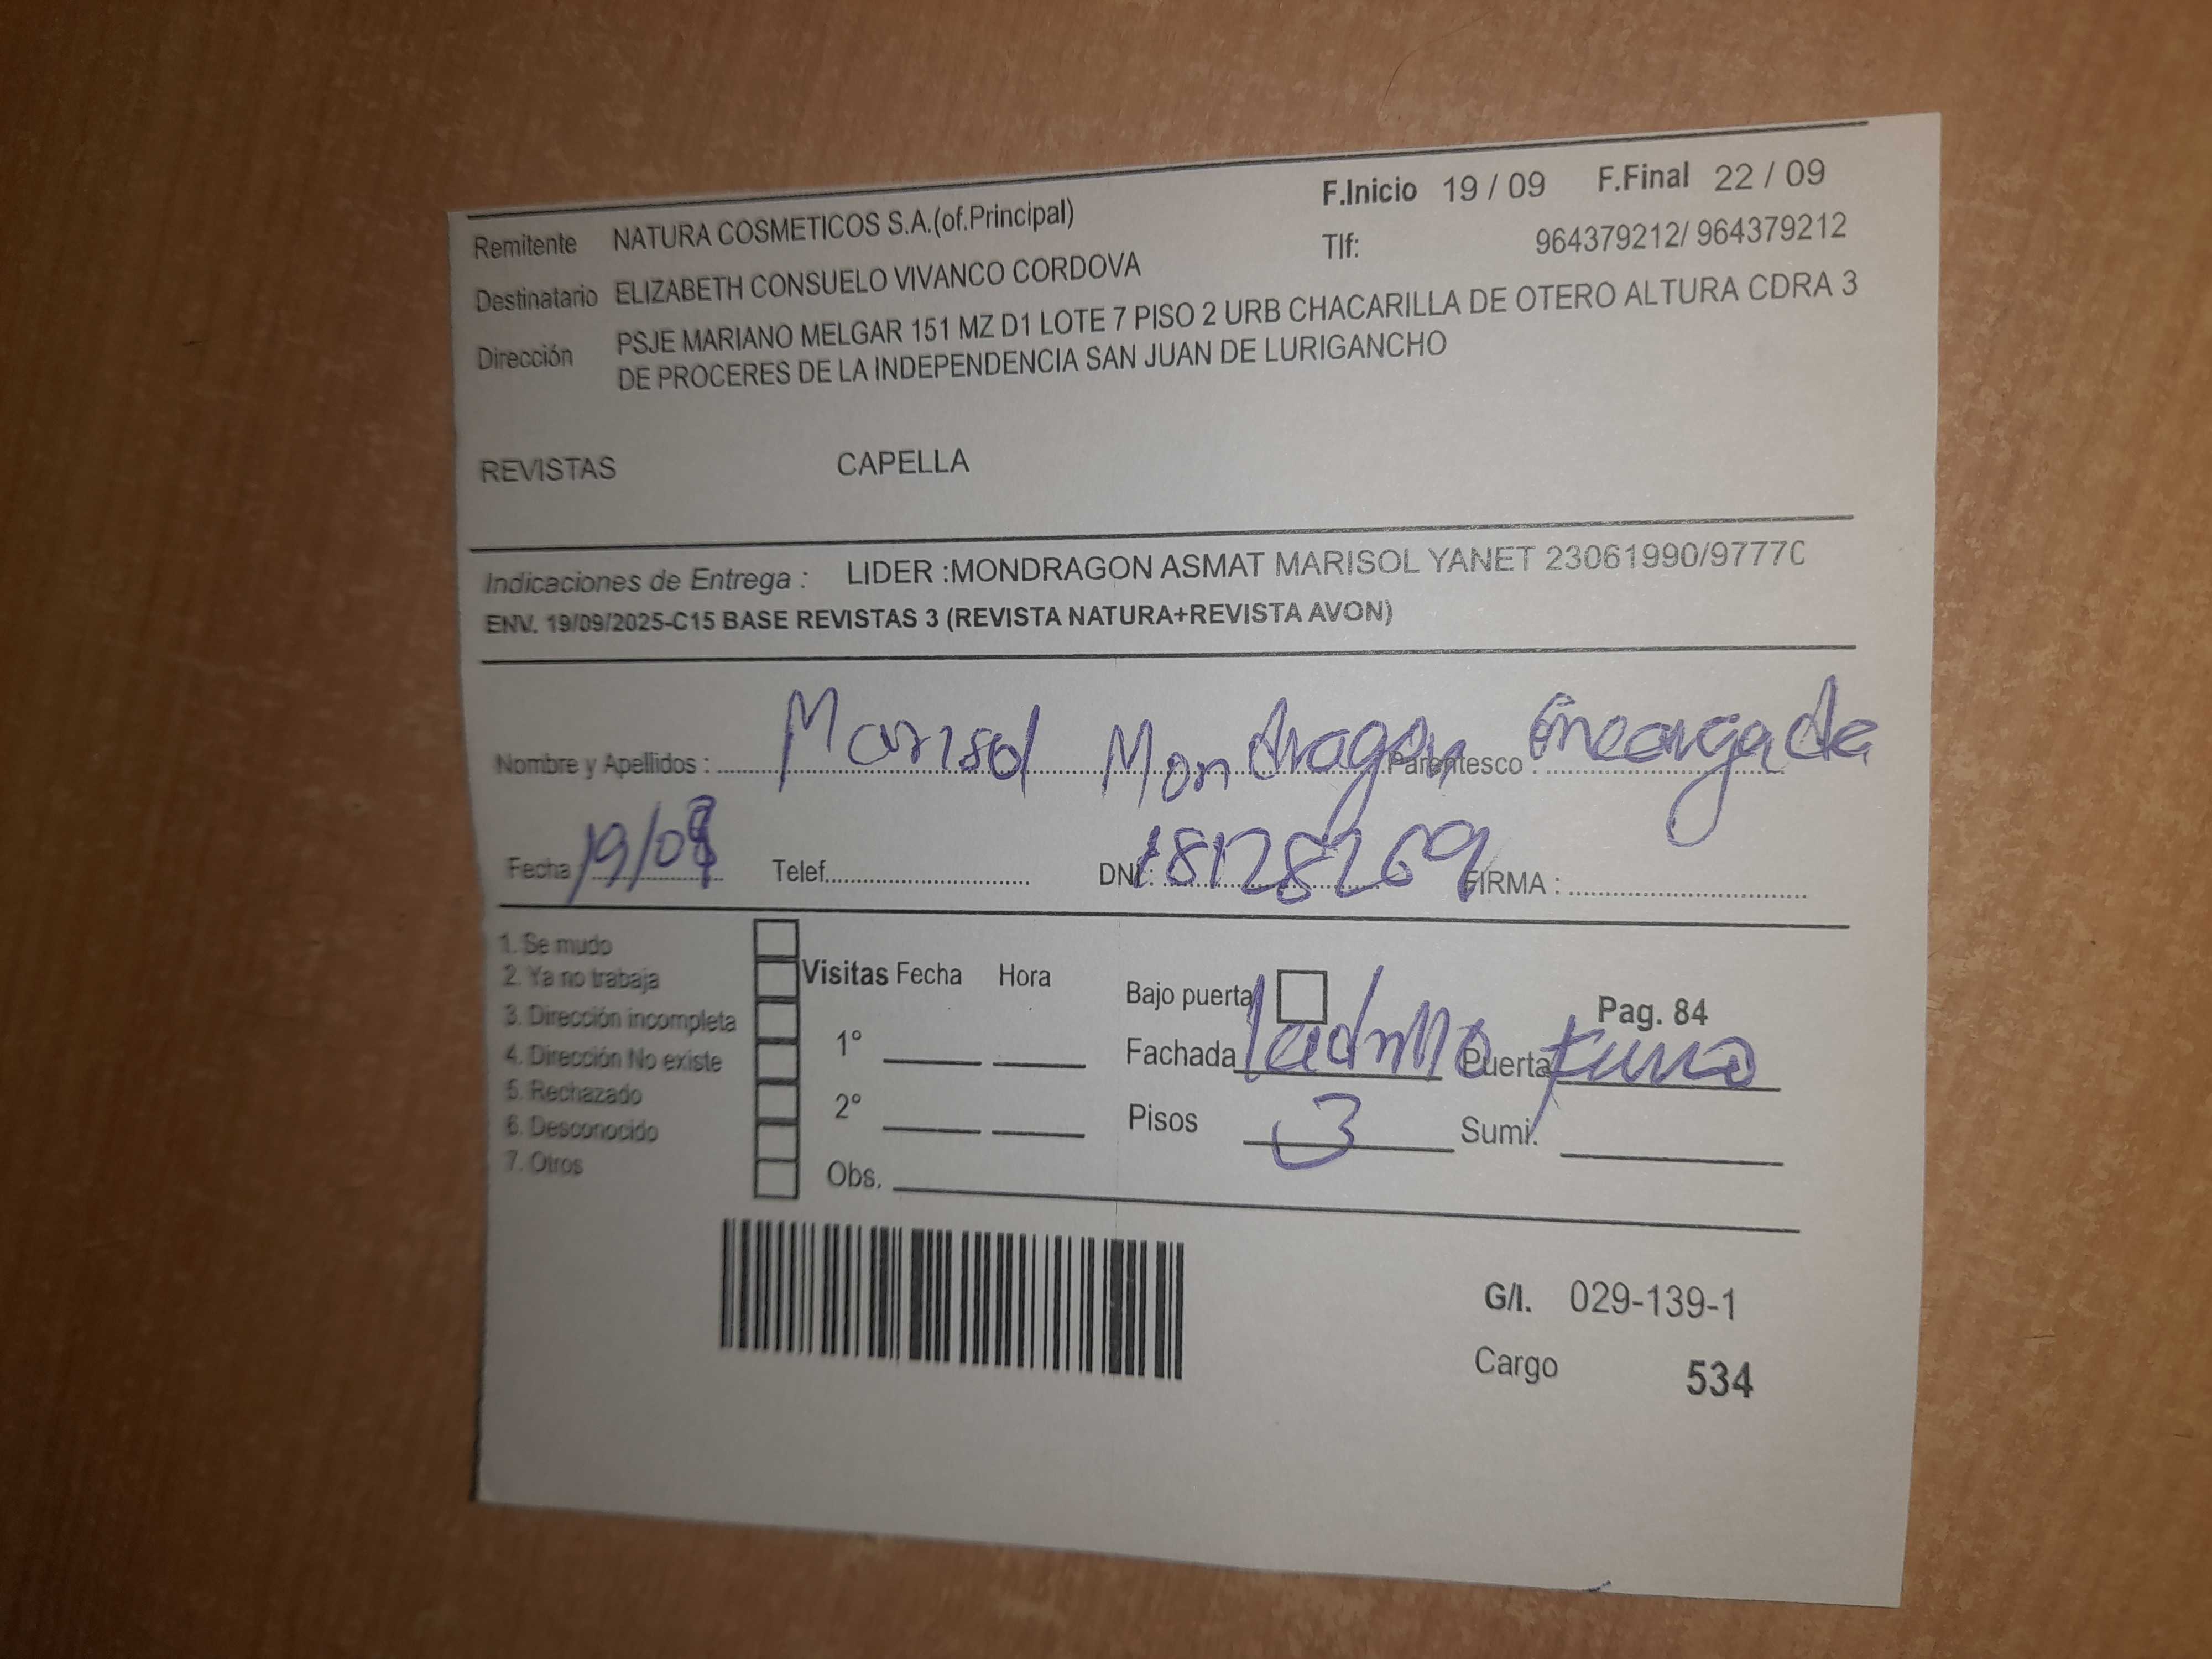 F.Inicio 19 / 09 F.Final 22 / 09
Remitente NATURA COSMETICOS S.A.(of.Principal)
Tlf: 964379212/ 964379212
Destinatario ELIZABETH CONSUELO VIVANCO CORDOVA
Dirección PSJE MARIANO MELGAR 151 MZ D1 LOTE 7 PISO 2 URB CHACARILLA DE OTERO ALTURA CDRA 3
DE PROCERES DE LA INDEPENDENCIA SAN JUAN DE LURIGANCHO
REVISTAS CAPELLA
Indicaciones de Entrega : LIDER :MONDRAGON ASMAT MARISOL YANET 23061990/9777
ENV. 19/09/2025-C15 BASE REVISTAS 3 (REVISTA NATURA+REVISTA AVON)
Nombre y Apellidos : Marisol Mondragon Parentesco : Encargada
Fecha 19/09 Telef. DNI : 18128269 FIRMA :
1. Se mudo
2. Ya no trabaja
3. Dirección incompleta
4. Dirección No existe
5. Rechazado
6. Desconocido
7. Otros
Visitas Fecha Hora
1°
2°
Obs.
Bajo puerta
Pag. 84
Fachada ladrillo Puerta
Pisos 3 Sumi.
G/I. 029-139-1
Cargo 534